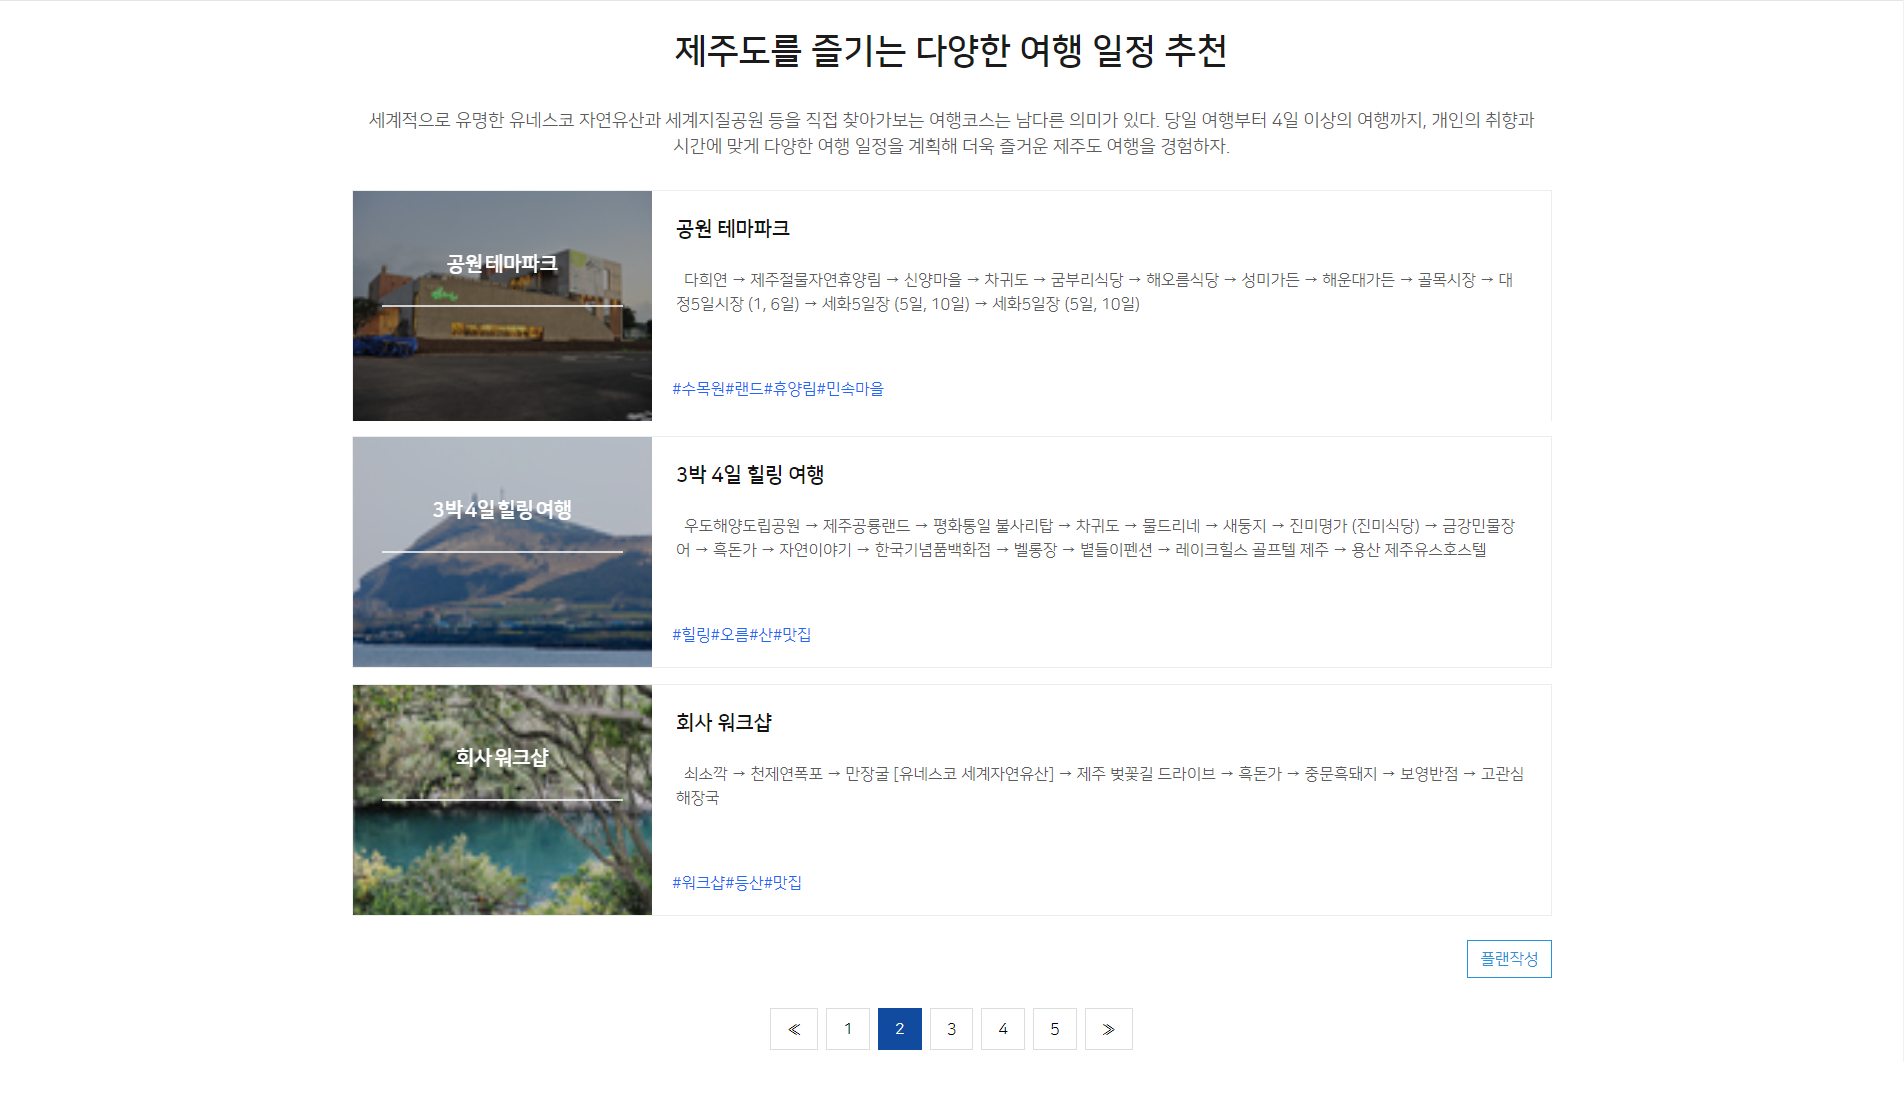 제주도를 즐기는 다양한 여행 일정 추천
세계적으로 유명한 유네스코 자연유산과 세계지질공원 등을 직접 찾아가보는 여행코스는 남다른 의미가 있다. 당일 여행부터 4일 이상의 여행까지, 개인의 취향과
시간에 맞게 다양한 여행 일정을 계획해 더욱 즐거운 제주도 여행을 경험하자.
공원 테마파크
공원 테마파크
다희연 → 제주절물자연휴양림 → 신양마을 → 차귀도 → 굼부리식당 → 해오름식당 → 성미가든 → 해운대가든 → 골목시장 → 대
정5일시장 (1, 6일) → 세화5일장 (5일, 10일) → 세화5일장 (5일, 10일)
#수목원#랜드#휴양림#민속마을
3박 4일 힐링 여행
3박 4일 힐링 여행
우도해양도립공원 → 제주공룡랜드 → 평화통일 불사리탑 → 차귀도 → 물드리네 → 새둥지 → 진미명가 (진미식당) → 금강민물장
어 → 흑돈가 → 자연이야기 → 한국기념품백화점 → 벨롱장 → 볕들이펜션 → 레이크힐스 골프텔 제주 → 용산 제주유스호스텔
#힐링#오름#산#맛집
회사 워크샵
회사 워크샵
쇠소깍 → 천제연폭포 → 만장굴 [유네스코 세계자연유산] → 제주 벚꽃길 드라이브 → 흑돈가 → 중문흑돼지 → 보영반점 → 고관심
해장국
#워크샵#등산#맛집
플랜작성
≪ 1 2 3 4 5 ≫